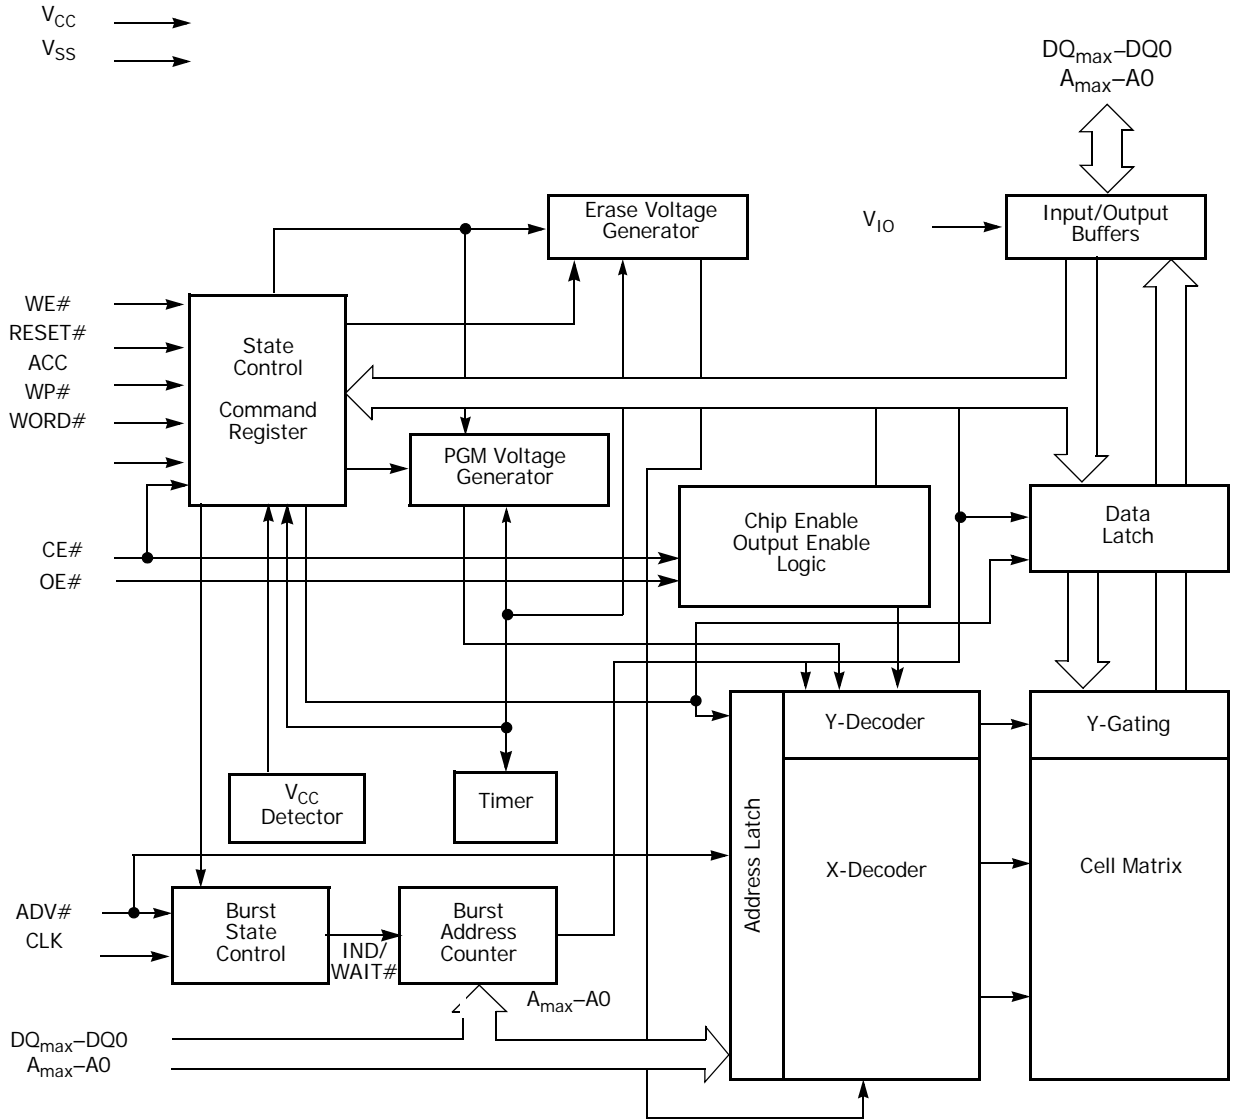 VCC
VSS
DQmax–DQ0
Amax–A0
Erase Voltage
Generator
VIO
Input/Output
Buffers
WE#
RESET#
ACC
WP#
WORD#
State
Control
Command
Register
PGM Voltage
Generator
Chip Enable
Output Enable
Logic
Data
Latch
CE#
OE#
Y-Decoder
Y-Gating
VCC
Detector
Timer
Address Latch
X-Decoder
Cell Matrix
ADV#
CLK
Burst
State
Control
IND/
WAIT#
Burst
Address
Counter
Amax–A0
DQmax–DQ0
Amax–A0